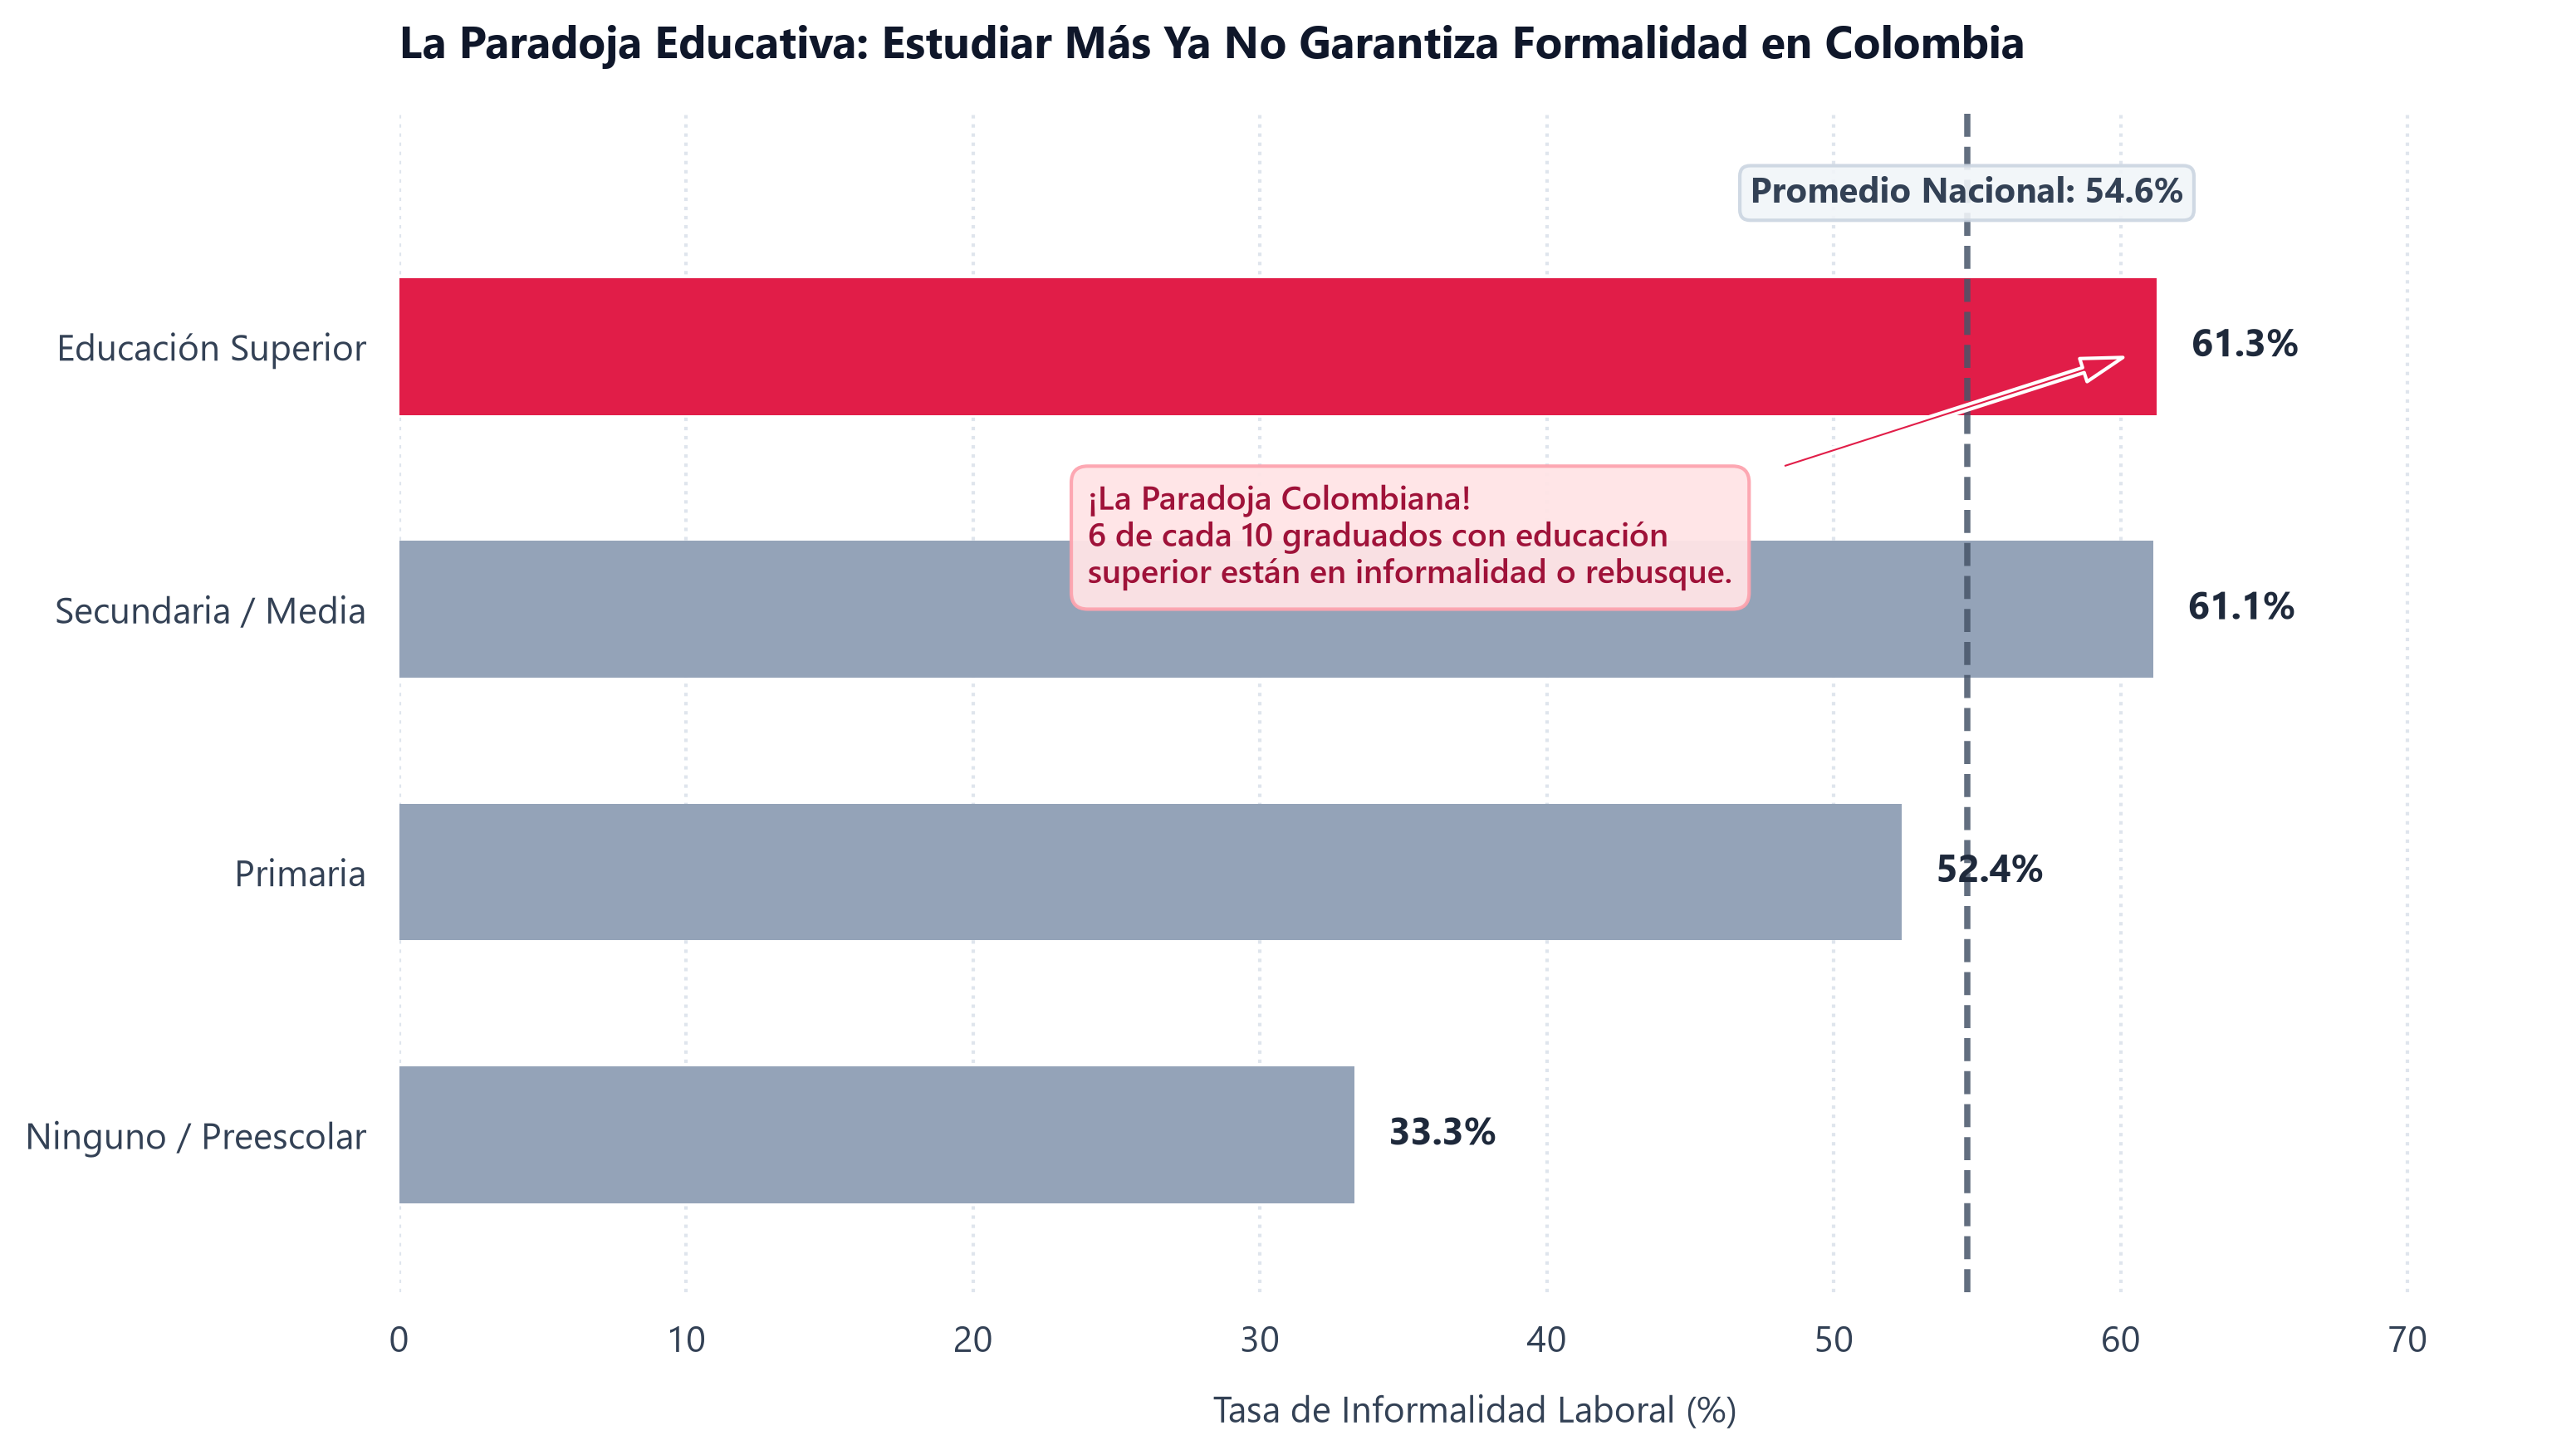 La Paradoja Educativa: Estudiar Más Ya No Garantiza Formalidad en Colombia
Promedio Nacional: 54.6%
Educación Superior
61.3%
¡La Paradoja Colombiana!
6 de cada 10 graduados con educación
superior están en informalidad o rebusque.
Secundaria / Media
61.1%
Primaria
52.4%
Ninguno / Preescolar
33.3%
0 10 20 30 40 50 60 70
Tasa de Informalidad Laboral (%)